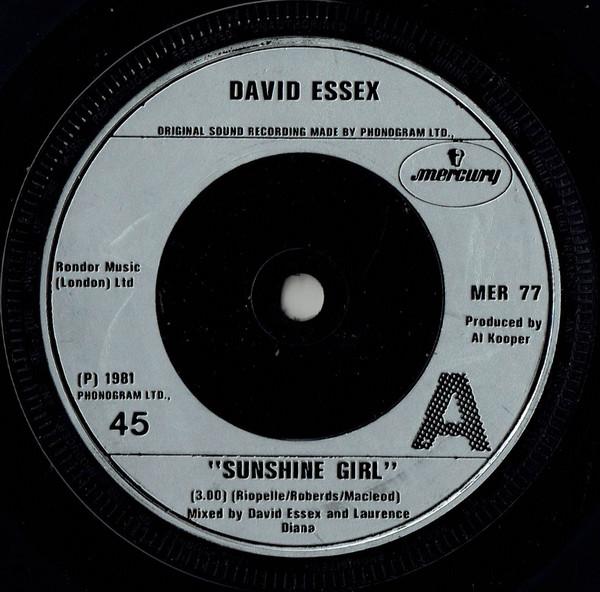 DAVID ESSEX
ORIGINAL SOUND RECORDING MADE BY PHONOGRAM LTD.,
mercury
Rondor Music
(London) Ltd
MER 77
Produced by
Al Kooper
(P) 1981
PHONOGRAM LTD.,
45
A
"SUNSHINE GIRL"
(3.00) (Riopelle/Roberds/Macleod)
Mixed by David Essex and Laurence
Diana